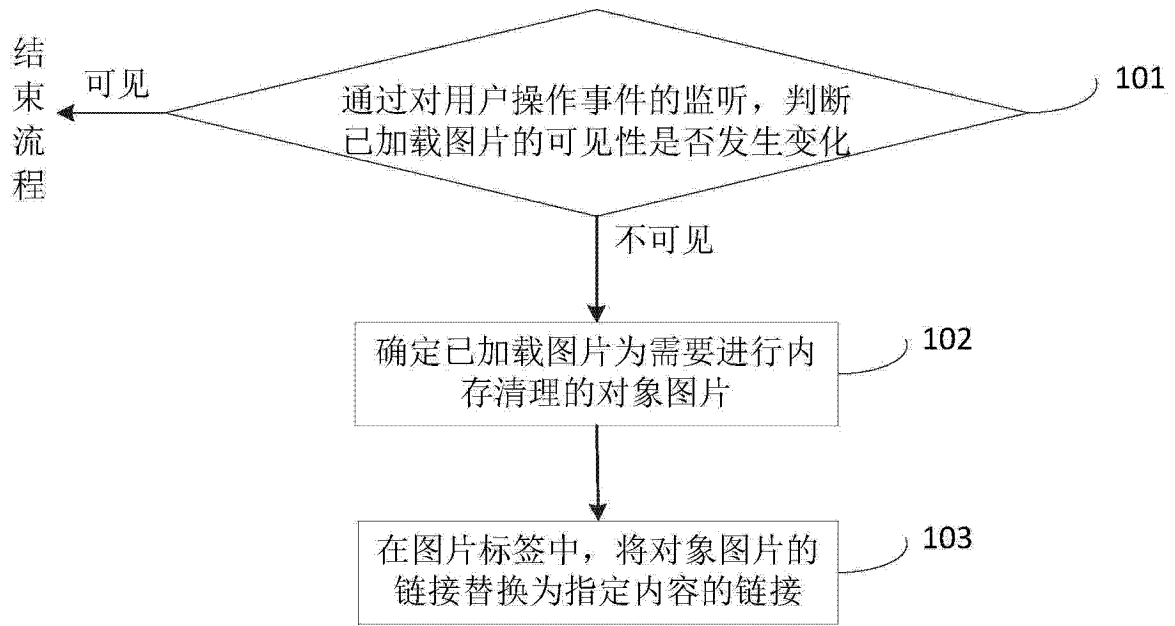 通过对用户操作事件的监听，判断
已加载图片的可见性是否发生变化
101
可见
结
束
流
程
不可见
确定已加载图片为需要进行内
存清理的对象图片
102
在图片标签中，将对象图片的
链接替换为指定内容的链接
103